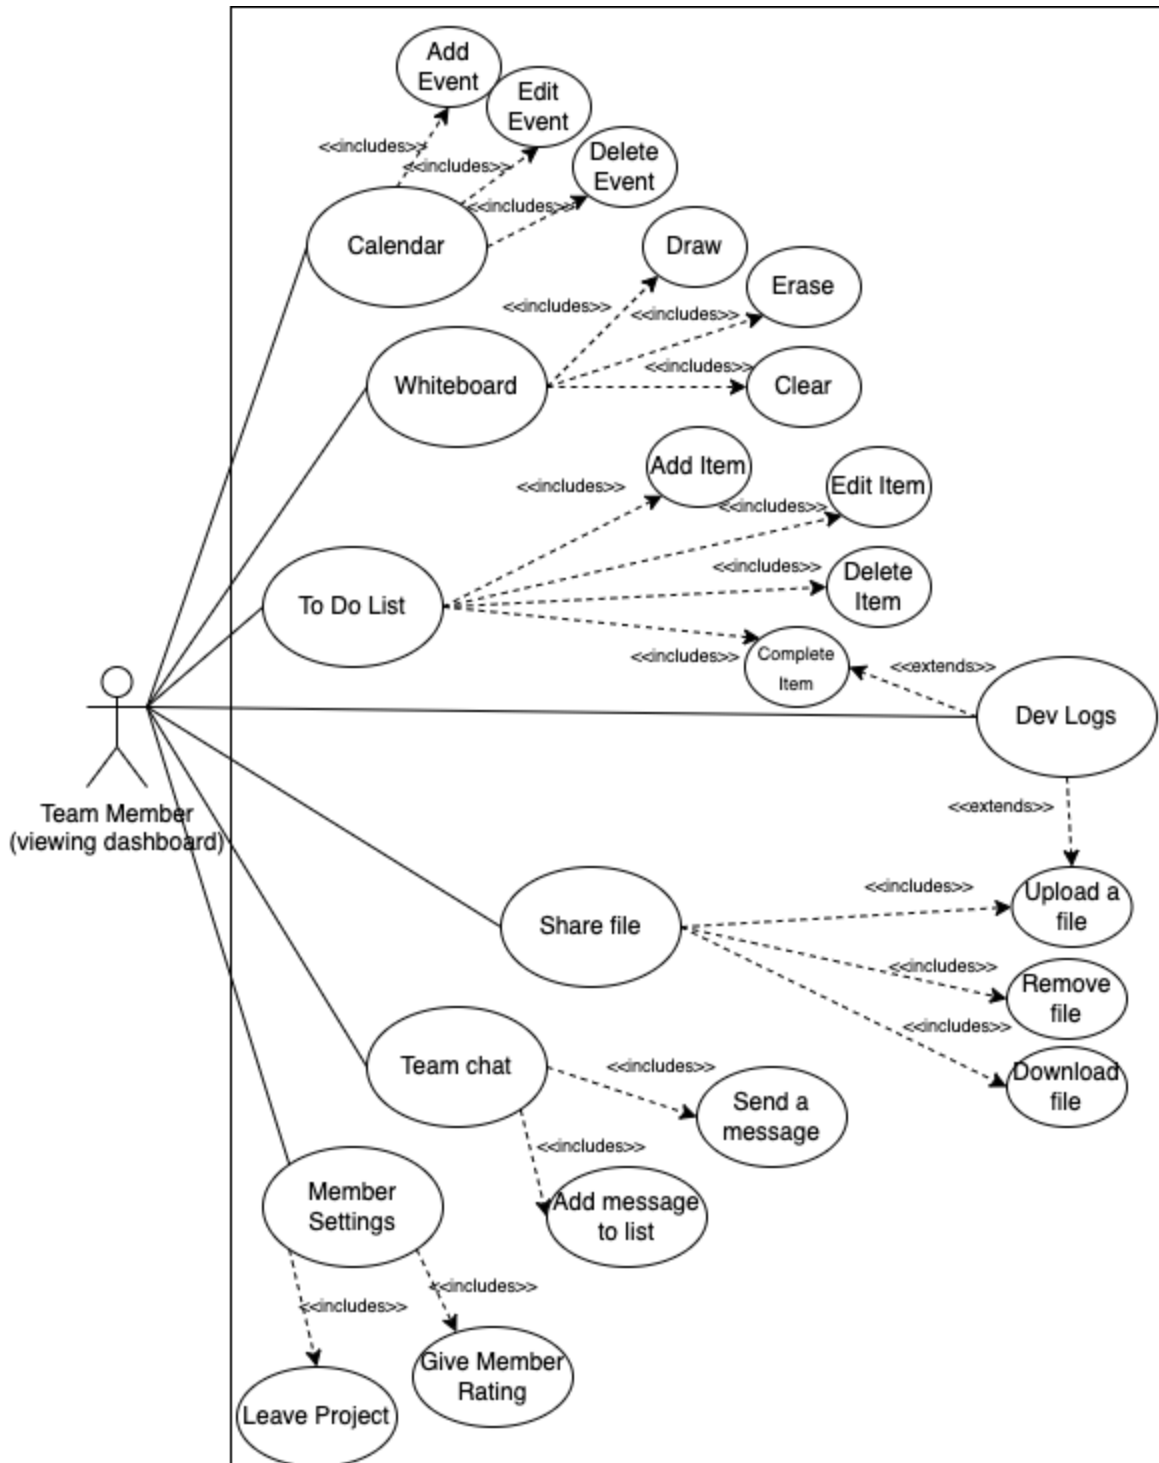 Add
Event
Edit
Event
<<includes>>
<<includes>>
Delete
Event
<<includes>>
Calendar
Draw
Erase
<<includes>>
<<includes>>
Whiteboard
<<includes>>
Clear
Add Item
<<includes>>
Edit Item
<<includes>>
<<includes>>
Delete
Item
To Do List
<<includes>>
Complete
Item
<<extends>>
Dev Logs
Team Member
(viewing dashboard)
<<extends>>
<<includes>>
Upload a
file
Share file
<<includes>>
Remove
file
<<includes>>
Download
file
Team chat
<<includes>>
Send a
message
<<includes>>
Add message
to list
Member
Settings
<<includes>>
<<includes>>
Give Member
Rating
Leave Project